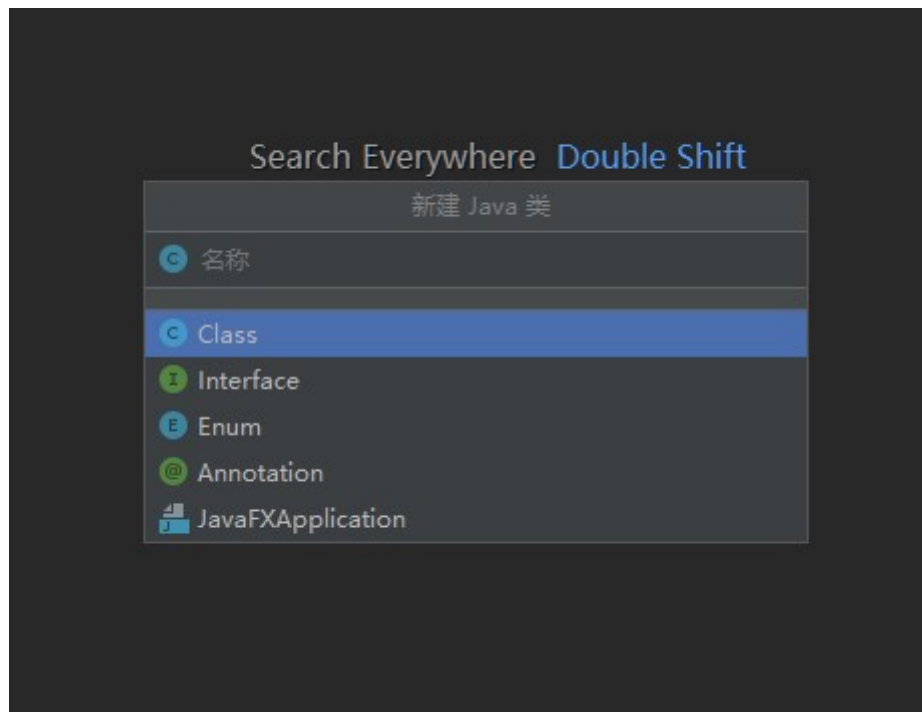 Search Everywhere Double Shift
新建 Java 类
C 名称
C Class
I Interface
E Enum
@ Annotation
J JavaFXApplication